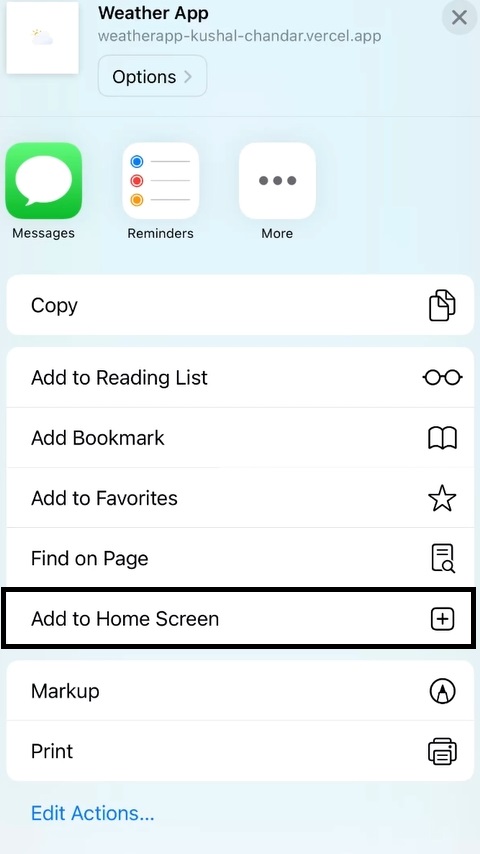 Weather App
weatherapp-kushal-chandar.vercel.app
Options
Messages
Reminders
More
Copy
Add to Reading List
Add Bookmark
Add to Favorites
Find on Page
Add to Home Screen
Markup
Print
Edit Actions...